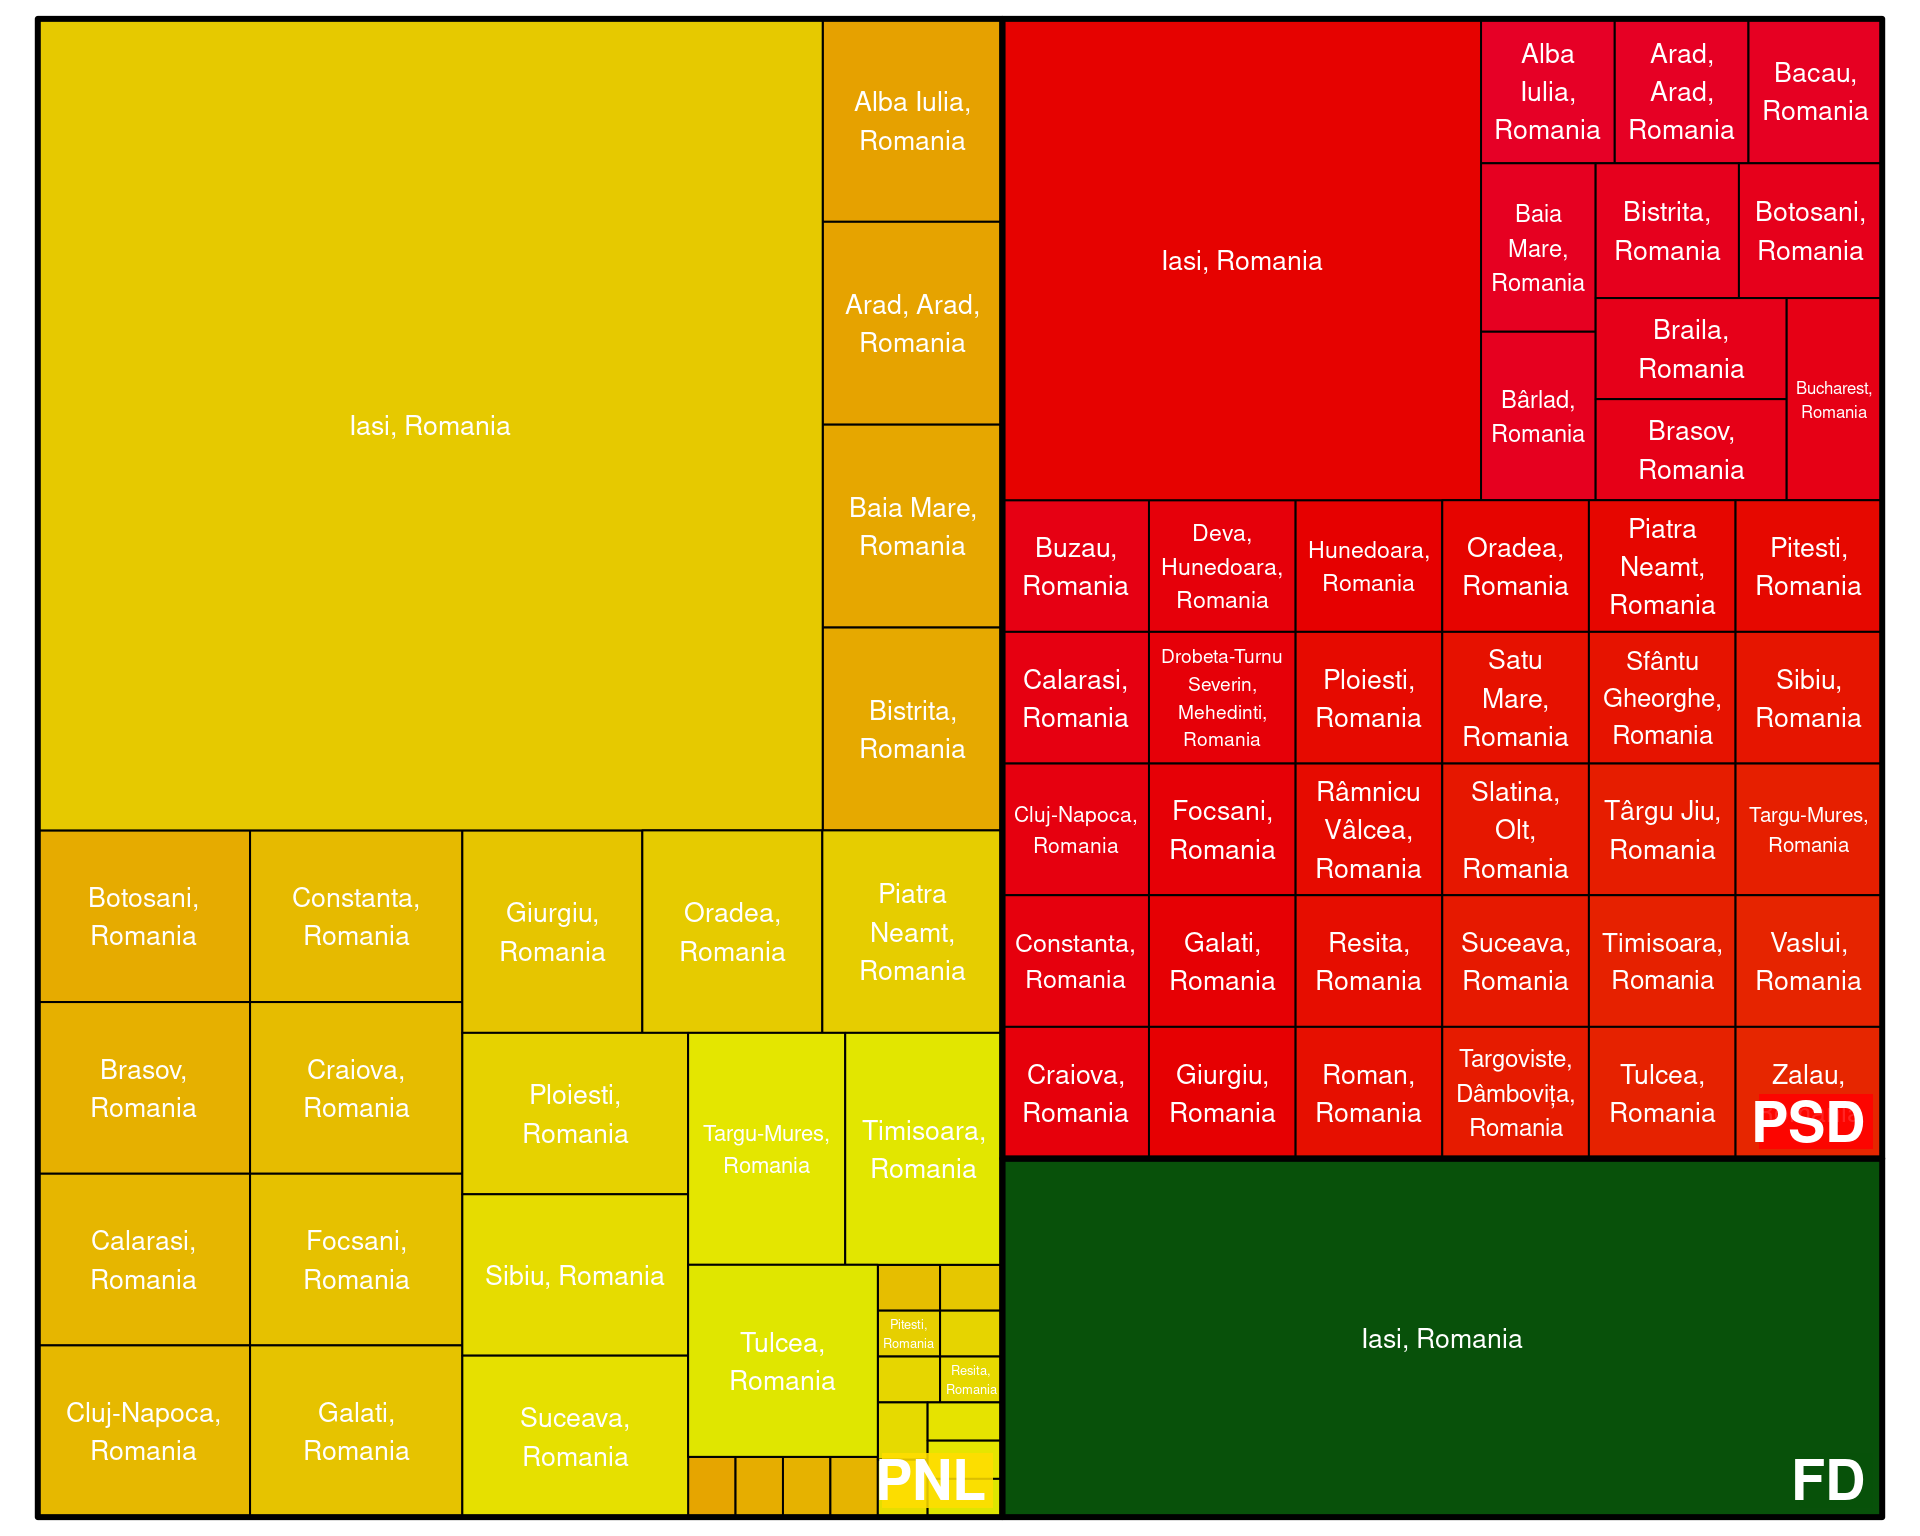 Iasi, Romania
Alba Iulia,
Romania
Arad, Arad,
Romania
Baia Mare,
Romania
Bistrita,
Romania
Botosani,
Romania
Constanta,
Romania
Giurgiu,
Romania
Oradea,
Romania
Piatra
Neamt,
Romania
Brasov,
Romania
Craiova,
Romania
Ploiesti,
Romania
Targu-Mures,
Romania
Timisoara,
Romania
Calarasi,
Romania
Focsani,
Romania
Sibiu, Romania
Cluj-Napoca,
Romania
Galati,
Romania
Suceava,
Romania
Tulcea,
Romania
Pitesti,
Romania
Resita,
Romania
PNL
Iasi, Romania
Alba
Iulia,
Romania
Arad,
Arad,
Romania
Bacau,
Romania
Baia
Mare,
Romania
Bistrita,
Romania
Botosani,
Romania
Bârlad,
Romania
Braila,
Romania
Brasov,
Romania
Bucharest,
Romania
Buzau,
Romania
Deva,
Hunedoara,
Romania
Hunedoara,
Romania
Oradea,
Romania
Piatra
Neamt,
Romania
Pitesti,
Romania
Calarasi,
Romania
Drobeta-Turnu
Severin,
Mehedinti,
Romania
Ploiesti,
Romania
Satu
Mare,
Romania
Sfântu
Gheorghe,
Romania
Sibiu,
Romania
Cluj-Napoca,
Romania
Focsani,
Romania
Râmnicu
Vâlcea,
Romania
Slatina,
Olt,
Romania
Târgu Jiu,
Romania
Targu-Mures,
Romania
Constanta,
Romania
Galati,
Romania
Resita,
Romania
Suceava,
Romania
Timisoara,
Romania
Vaslui,
Romania
Craiova,
Romania
Giurgiu,
Romania
Roman,
Romania
Targoviste,
Dâmbovița,
Romania
Tulcea,
Romania
Zalau,
PSD
Iasi, Romania
FD